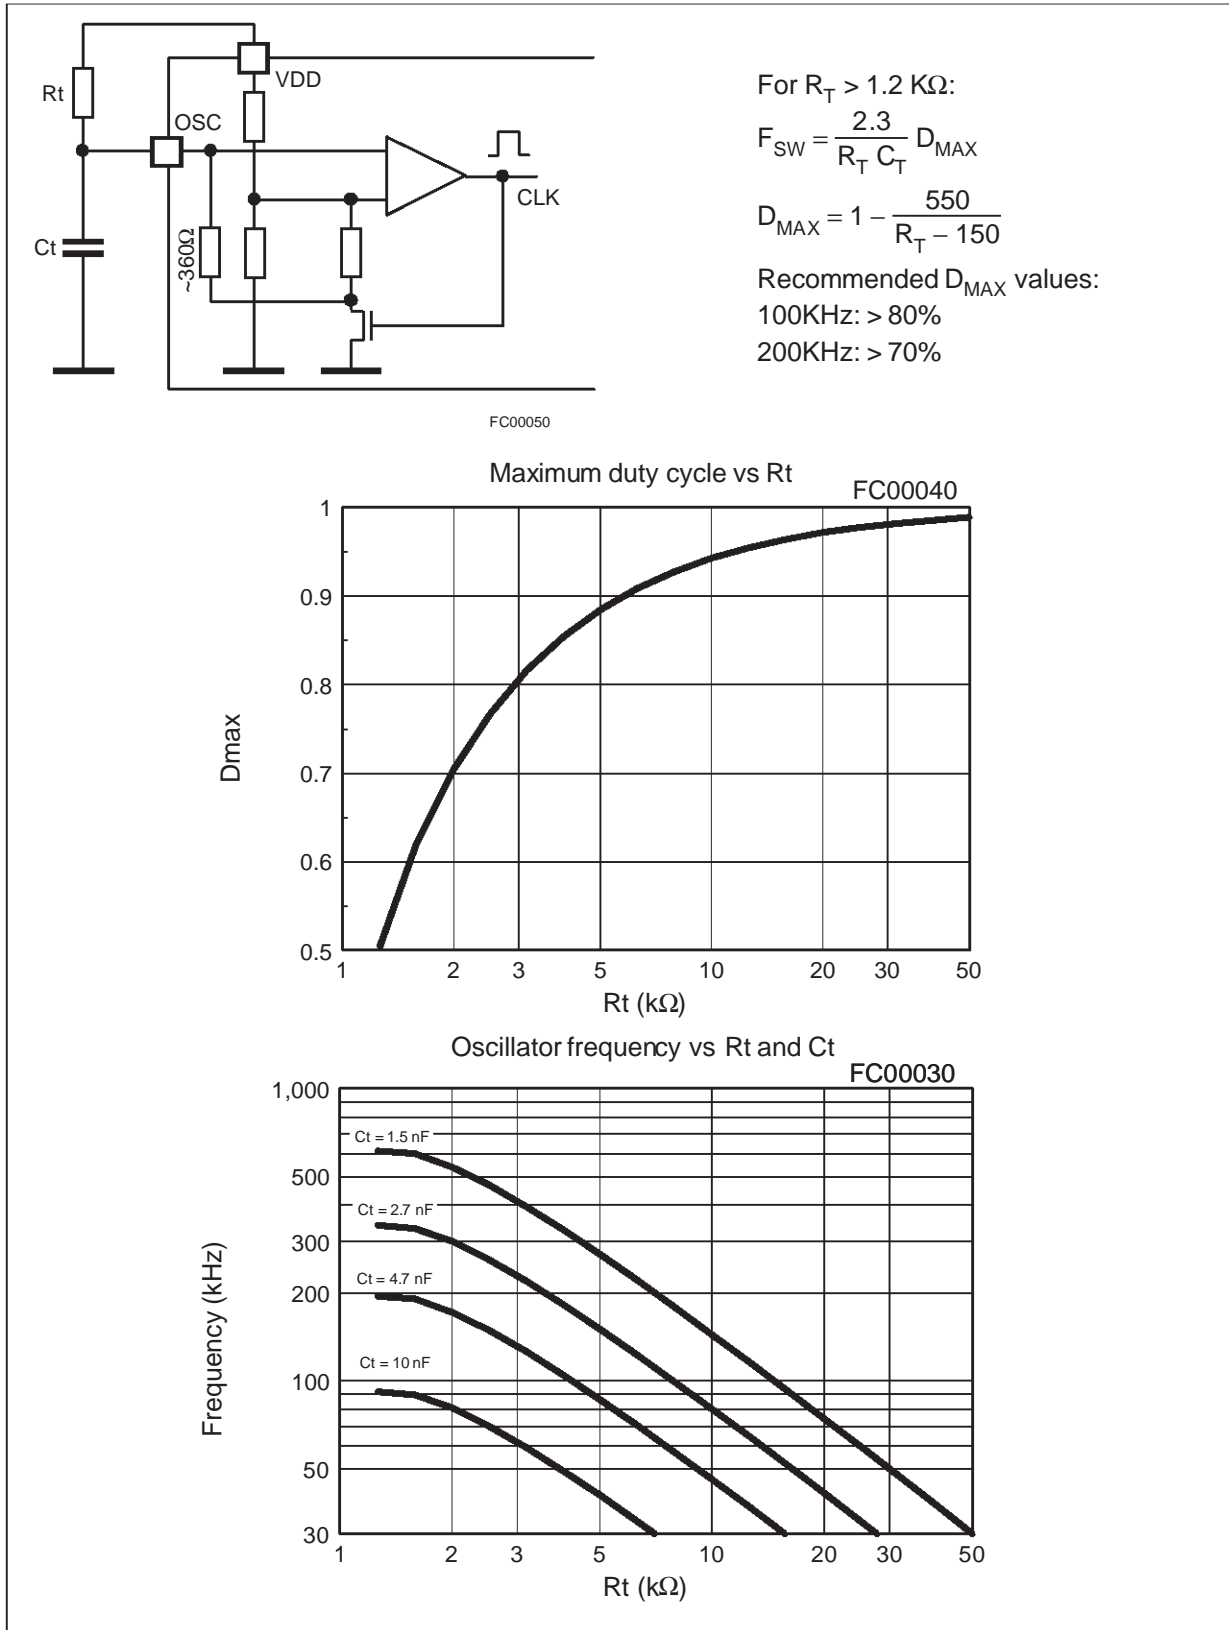 Rt
VDD
OSC
CLK
Ct
~360Ω
FC00050
For R_T > 1.2 KΩ:
F_SW = 2.3 / (R_T C_T) D_MAX
D_MAX = 1 − 550 / (R_T − 150)
Recommended D_MAX values:
100KHz: > 80%
200KHz: > 70%
Maximum duty cycle vs Rt
FC00040
1
0.9
0.8
0.7
0.6
0.5
Dmax
1 2 3 5 10 20 30 50
Rt (kΩ)
Oscillator frequency vs Rt and Ct
FC00030
1,000
500
300
200
100
50
30
Frequency (kHz)
Ct = 1.5 nF
Ct = 2.7 nF
Ct = 4.7 nF
Ct = 10 nF
1 2 3 5 10 20 30 50
Rt (kΩ)